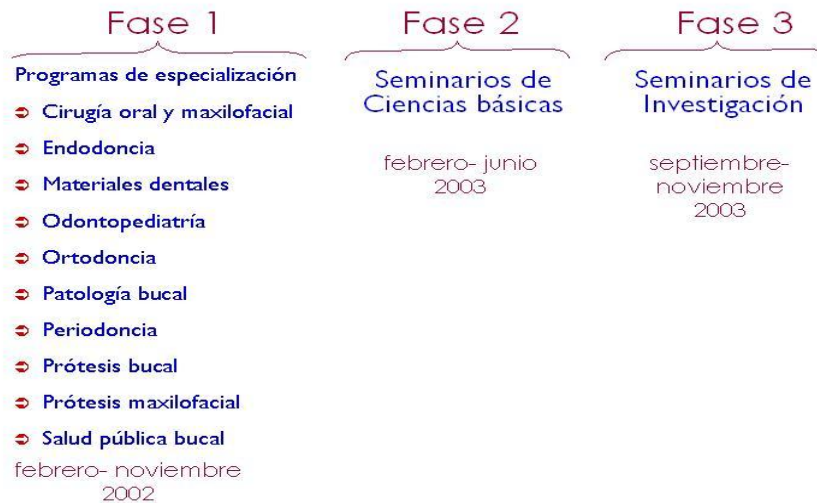 Fase 1
Programas de especialización
Cirugía oral y maxilofacial
Endodoncia
Materiales dentales
Odontopediatría
Ortodoncia
Patología bucal
Periodoncia
Prótesis bucal
Prótesis maxilofacial
Salud pública bucal
febrero- noviembre
2002
Fase 2
Seminarios de
Ciencias básicas
febrero- junio
2003
Fase 3
Seminarios de
Investigación
septiembre-
noviembre
2003